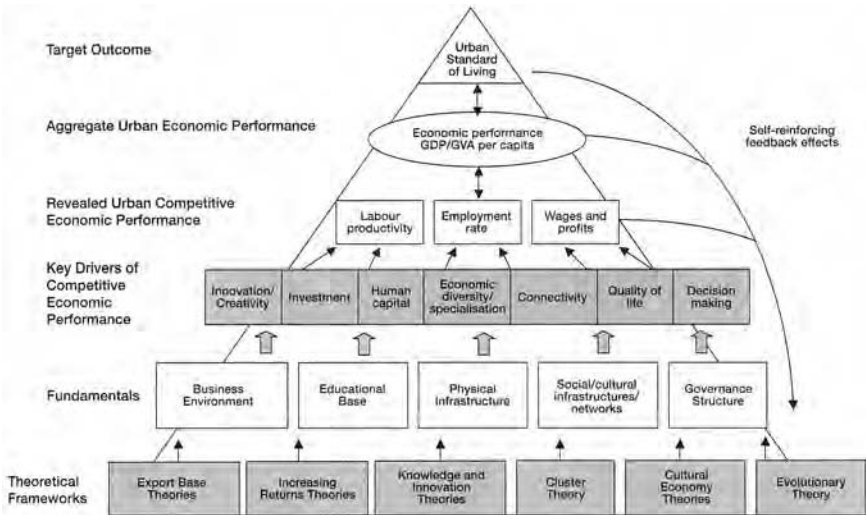 Target Outcome
Urban
Standard
of Living
Aggregate Urban Economic Performance
Economic performance
GDP/GVA per capita
Self-reinforcing
feedback effects
Revealed Urban Competitive
Economic Performance
Labour
productivity
Employment
rate
Wages and
profits
Key Drivers of
Competitive
Economic
Performance
Innovation/
Creativity
Investment
Human
capital
Economic
diversity/
specialisation
Connectivity
Quality of
life
Decision
making
Fundamentals
Business
Environment
Educational
Base
Physical
Infrastructure
Social/cultural
infrastructures/
networks
Governance
Structure
Theoretical
Frameworks
Export Base
Theories
Increasing
Returns Theories
Knowledge and
Innovation
Theories
Cluster
Theory
Cultural
Economy
Theories
Evolutionary
Theory